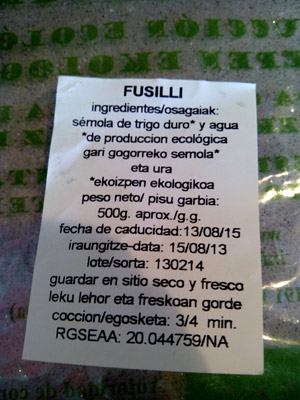 FUSILLI
ingredientes/osagaiak:
sémola de trigo duro* y agua
*de produccion ecológica
gari gogorreko semola*
eta ura
*ekoizpen ekologikoa
peso neto/ pisu garbia:
500g. aprox./g.g.
fecha de caducidad:13/08/15
iraungitze-data: 15/08/13
lote/sorta: 130214
guardar en sitio seco y fresco
leku lehor eta freskoan gorde
coccion/egosketa: 3/4 min.
RGSEAA: 20.044759/NA